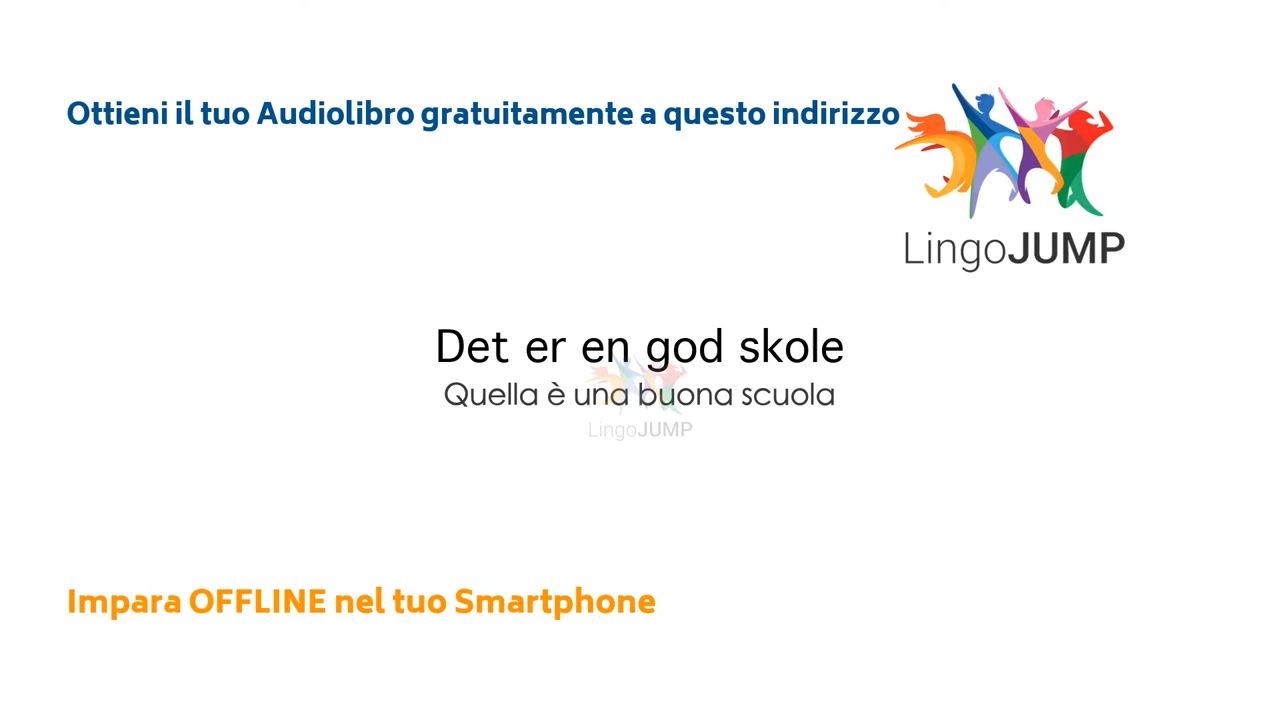 Ottieni il tuo Audiolibro gratuitamente a questo indirizzo
LingoJUMP
Det er en god skole
Quella è una buona scuola
LingoJUMP
Impara OFFLINE nel tuo Smartphone